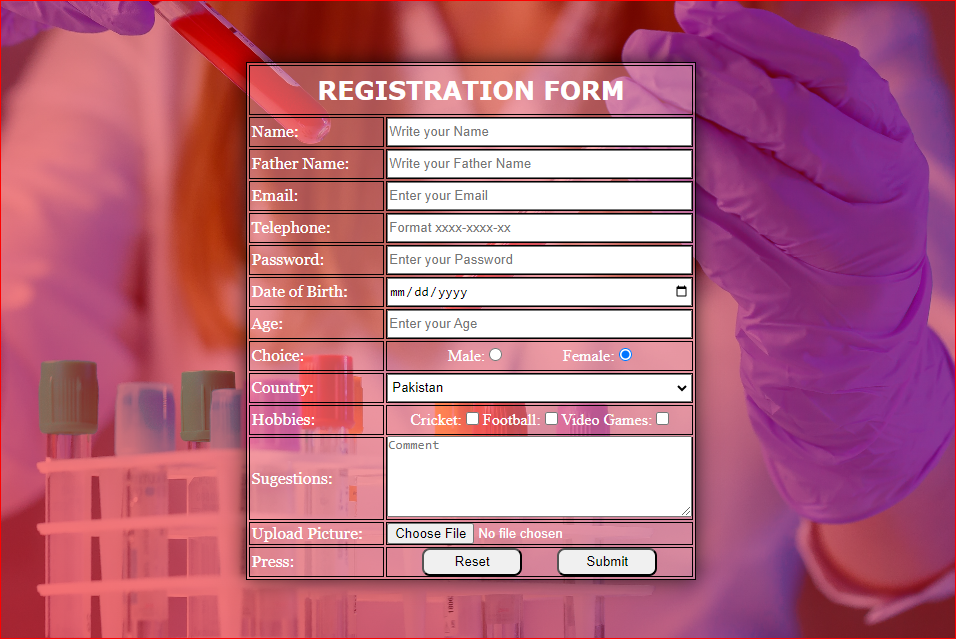 REGISTRATION FORM
Name: Write your Name
Father Name: Write your Father Name
Email: Enter your Email
Telephone: Format xxxx-xxxx-xx
Password: Enter your Password
Date of Birth: mm/dd/yyyy
Age: Enter your Age
Choice: Male: Female:
Country: Pakistan
Hobbies: Cricket: Football: Video Games:
Sugestions: Comment
Upload Picture: Choose File No file chosen
Press: Reset Submit